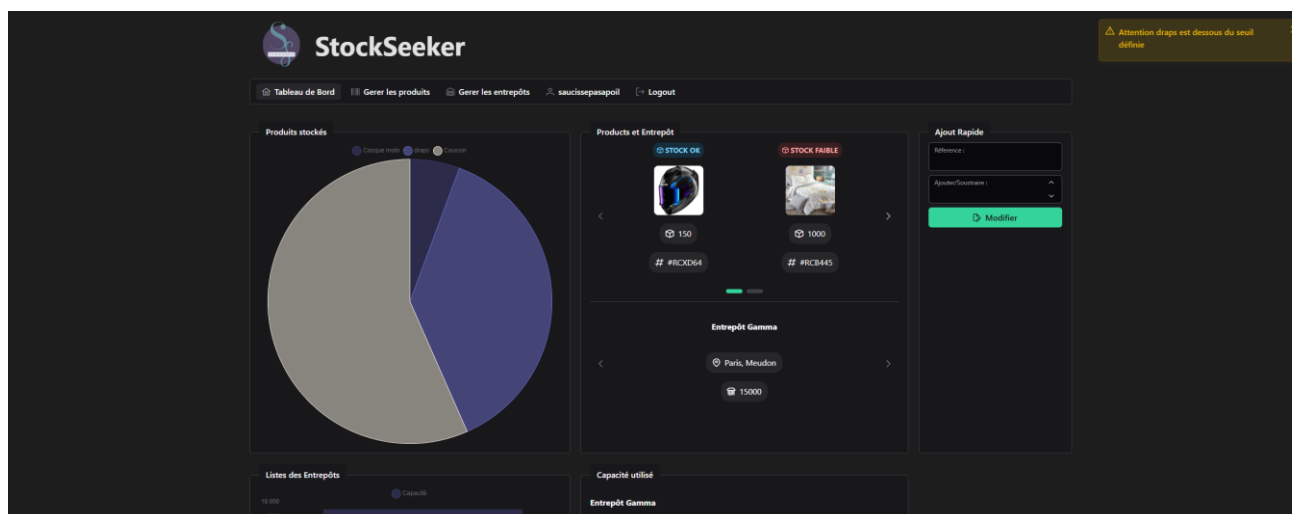 StockSeeker
Attention draps est dessous du seuil
définie
Tableau de Bord Gerer les produits Gerer les entrepôts saucissepasapoil Logout
Produits stockés
Casque moto draps Coussin
Products et Entrepôt
STOCK OK STOCK FAIBLE
150 1000
# #RCXD64 # #RCB445
Entrepôt Gamma
Paris, Meudon
15000
Ajout Rapide
Réference :
Ajouter/Soustraire :
Modifier
Listes des Entrepôts
Capacité
16 000
Capacité utilisé
Entrepôt Gamma